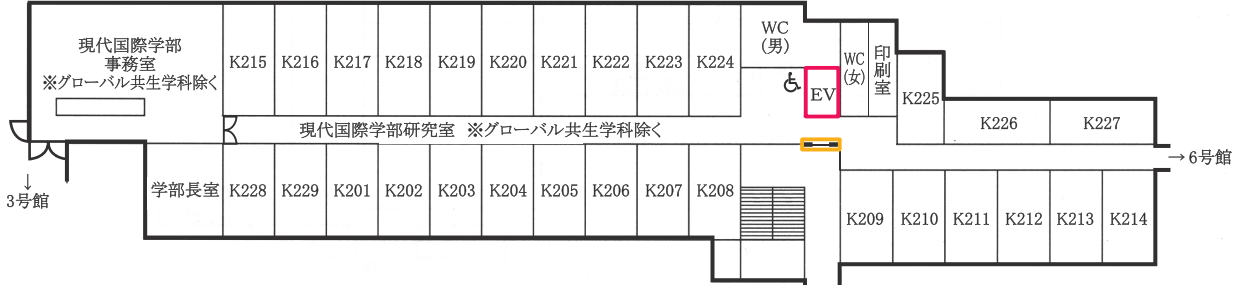 現代国際学部
事務室
※グローバル共生学科除く
K215
K216
K217
K218
K219
K220
K221
K222
K223
K224
WC
(男)
EV
WC
(女)
印刷室
K225
K226
K227
現代国際学部研究室 ※グローバル共生学科除く
→ 6号館
↓
3号館
学部長室
K228
K229
K201
K202
K203
K204
K205
K206
K207
K208
K209
K210
K211
K212
K213
K214